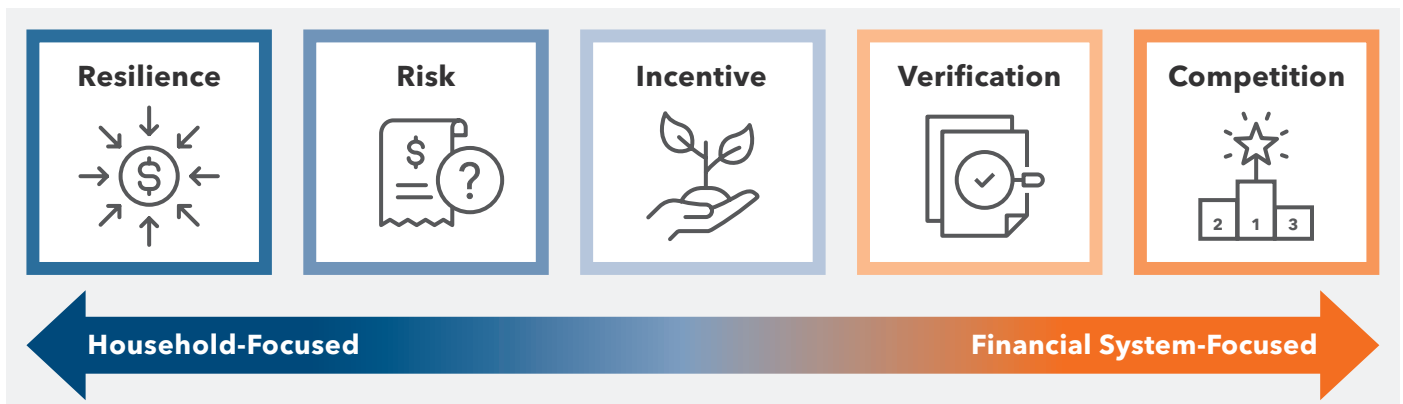 Resilience
Risk
Incentive
Verification
Competition
$
$
?
2 1 3
Household-Focused
Financial System-Focused